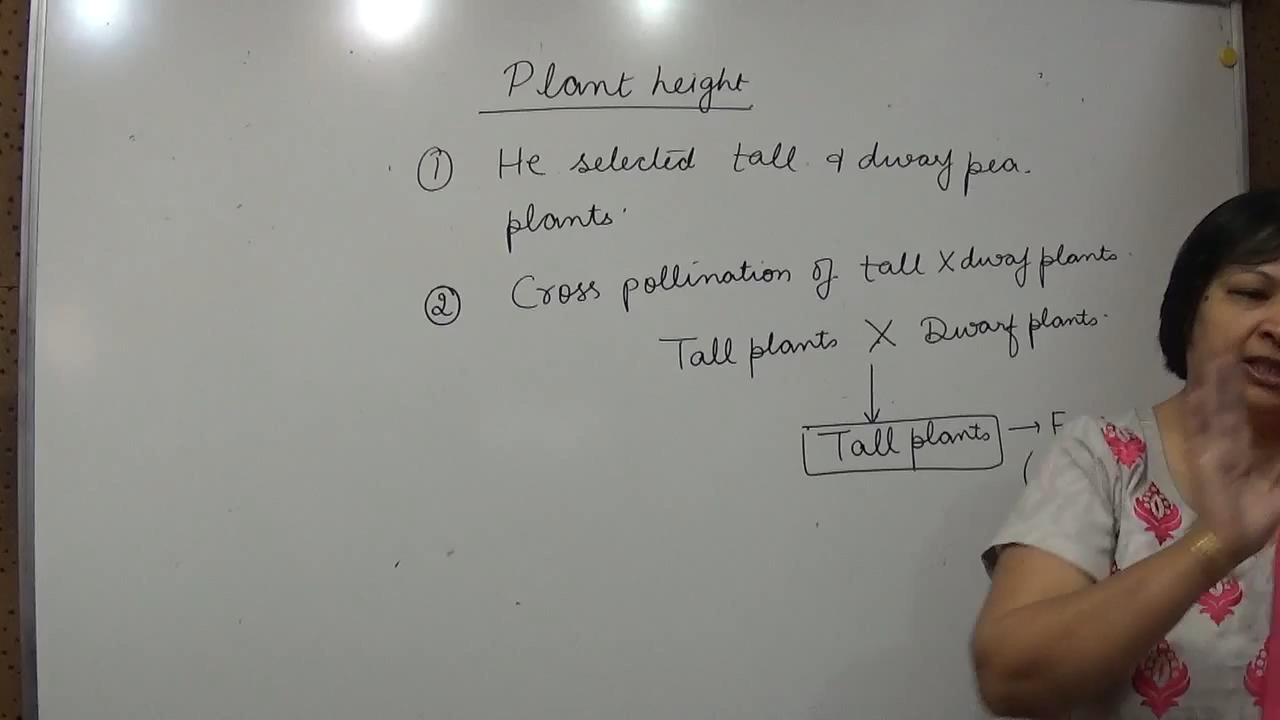 Plant height
① He selected tall & dwarf pea.
plants.
② Cross pollination of tall X dwarf plants.
Tall plants X Dwarf plants.
Tall plants → F
(